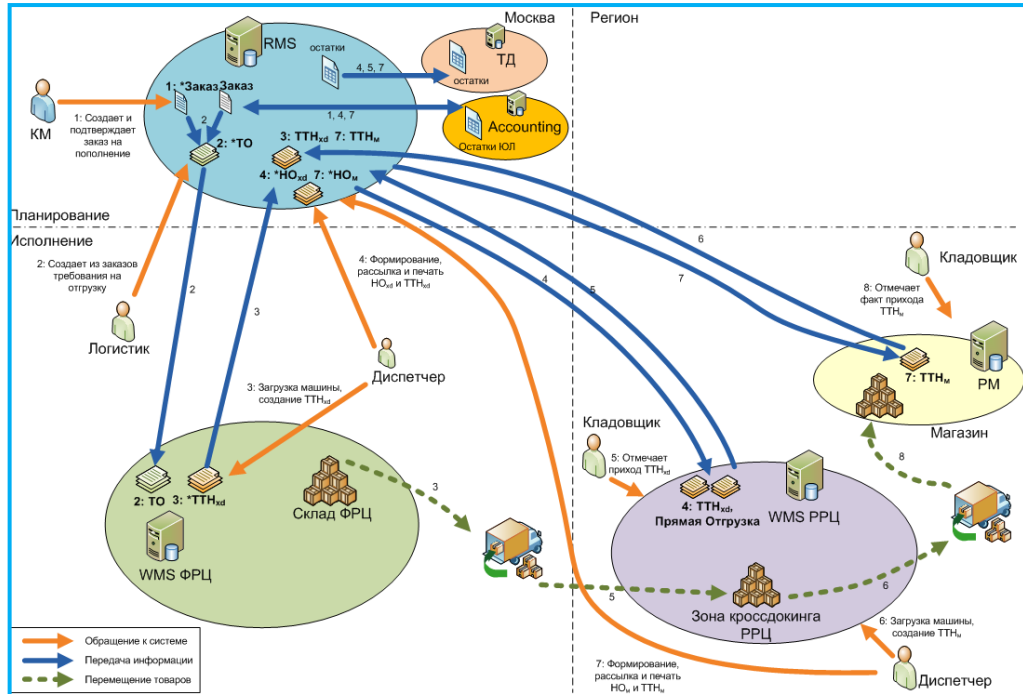 Москва
Регион
RMS
остатки
4, 5, 7
ТД
остатки
1: *Заказ Заказ
2
1, 4, 7
Accounting
Остатки ЮЛ
КМ
1: Создает и
подтверждает
заказ на
пополнение
2: *ТО
3: ТТНxd 7: ТТНм
4: *НОxd 7: *НОм
Планирование
Исполнение
2: Создает из заказов
требования на
отгрузку
Логистик
2
3
4: Формирование,
рассылка и печать
НОxd и ТТНxd
Диспетчер
3: Загрузка машины,
создание ТТНxd
4
5
6
7
Кладовщик
8: Отмечает
факт прихода
ТТНм
7: ТТНм
РМ
Магазин
8
Кладовщик
5: Отмечает
приход ТТНxd
4: ТТНxd,
Прямая Отгрузка
WMS РРЦ
2: ТО
3: *ТТНxd
Склад ФРЦ
WMS ФРЦ
3
5
6
Зона кроссдокинга
РРЦ
6: Загрузка машины,
создание ТТНм
Диспетчер
7: Формирование,
рассылка и печать
НОм и ТТНм
Обращение к системе
Передача информации
Перемещение товаров